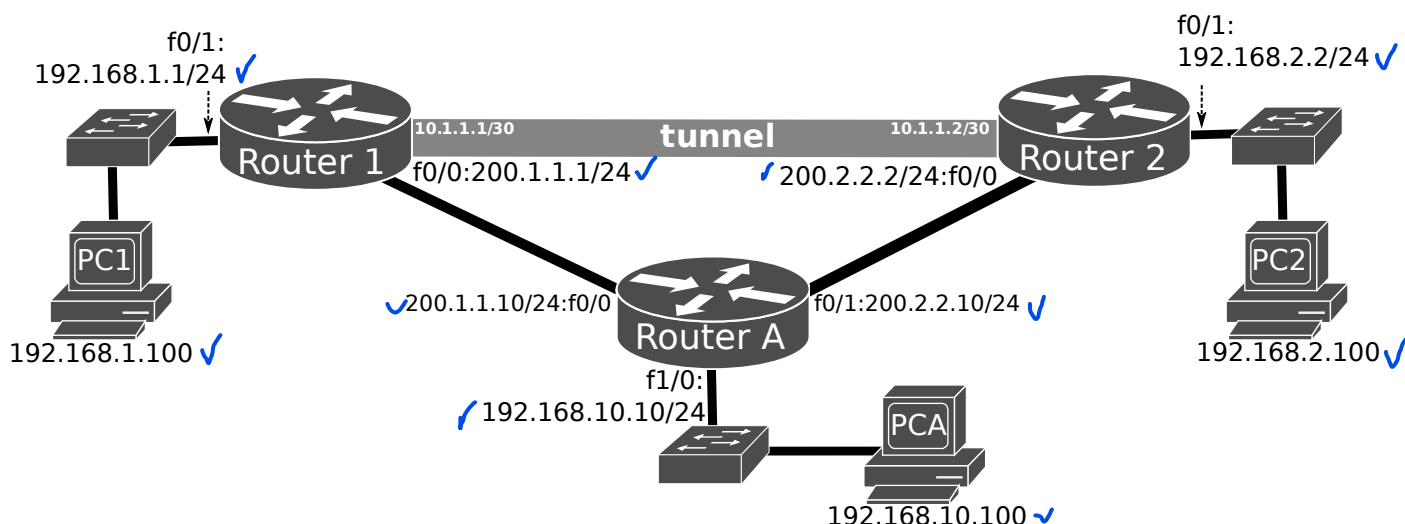 f0/1:
192.168.1.1/24
f0/1:
192.168.2.2/24
10.1.1.1/30
tunnel
10.1.1.2/30
Router 1
Router 2
f0/0:200.1.1.1/24
200.2.2.2/24:f0/0
PC1
PC2
200.1.1.10/24:f0/0
f0/1:200.2.2.10/24
Router A
192.168.1.100
192.168.2.100
f1/0:
192.168.10.10/24
PCA
192.168.10.100